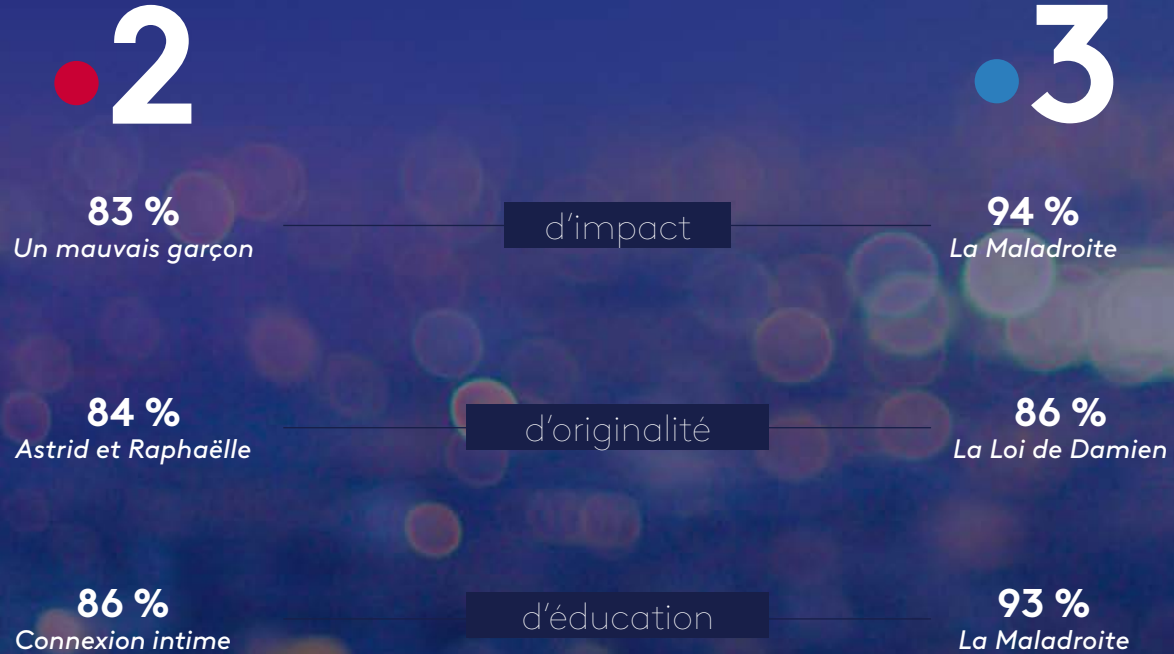 2
3
83 %
Un mauvais garçon
d'impact
94 %
La Maladroite
84 %
Astrid et Raphaëlle
d'originalité
86 %
La Loi de Damien
86 %
Connexion intime
d'éducation
93 %
La Maladroite